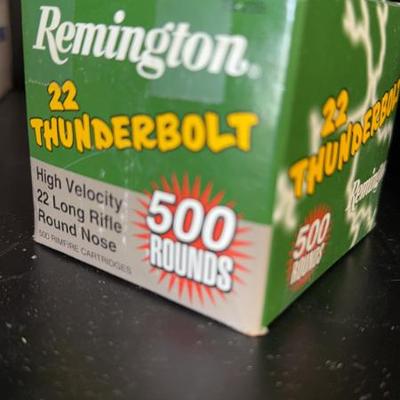 Remington®
22
THUNDERBOLT
High Velocity
22 Long Rifle
Round Nose
500 RIMFIRE CARTRIDGES
500
ROUNDS
22
THUNDERBOLT
Remington
500
ROUNDS